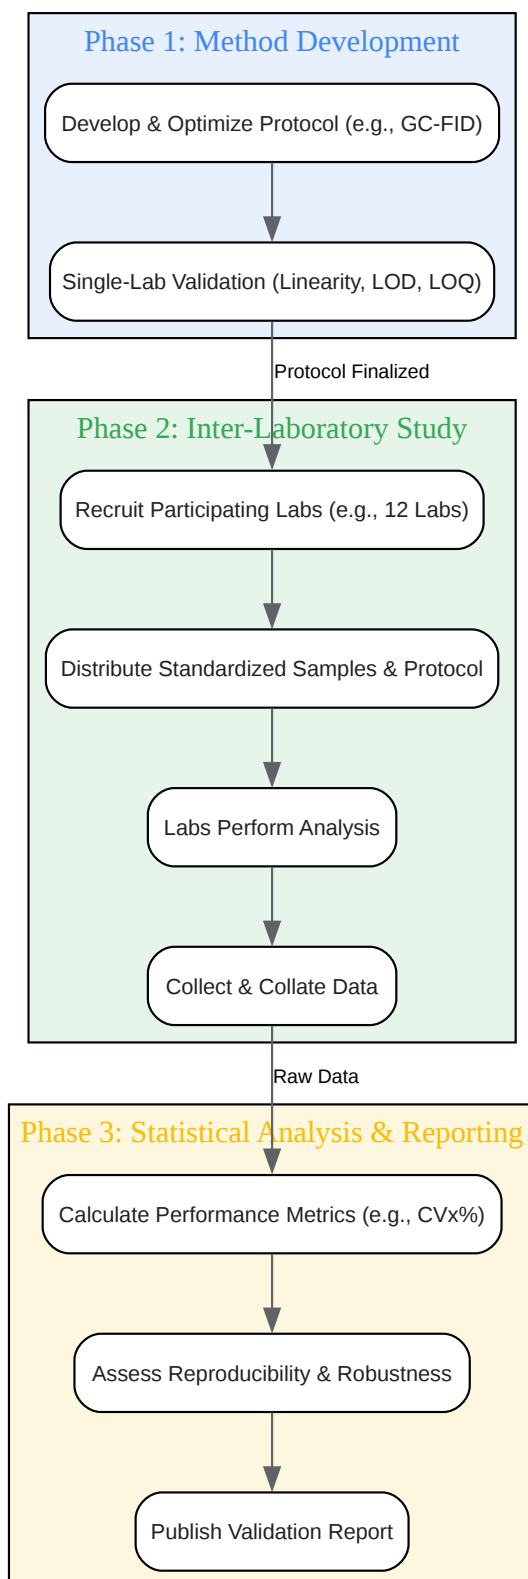 Phase 1: Method Development
Develop & Optimize Protocol (e.g., GC-FID)
Single-Lab Validation (Linearity, LOD, LOQ)
Protocol Finalized
Phase 2: Inter-Laboratory Study
Recruit Participating Labs (e.g., 12 Labs)
Distribute Standardized Samples & Protocol
Labs Perform Analysis
Collect & Collate Data
Raw Data
Phase 3: Statistical Analysis & Reporting
Calculate Performance Metrics (e.g., CVx%)
Assess Reproducibility & Robustness
Publish Validation Report